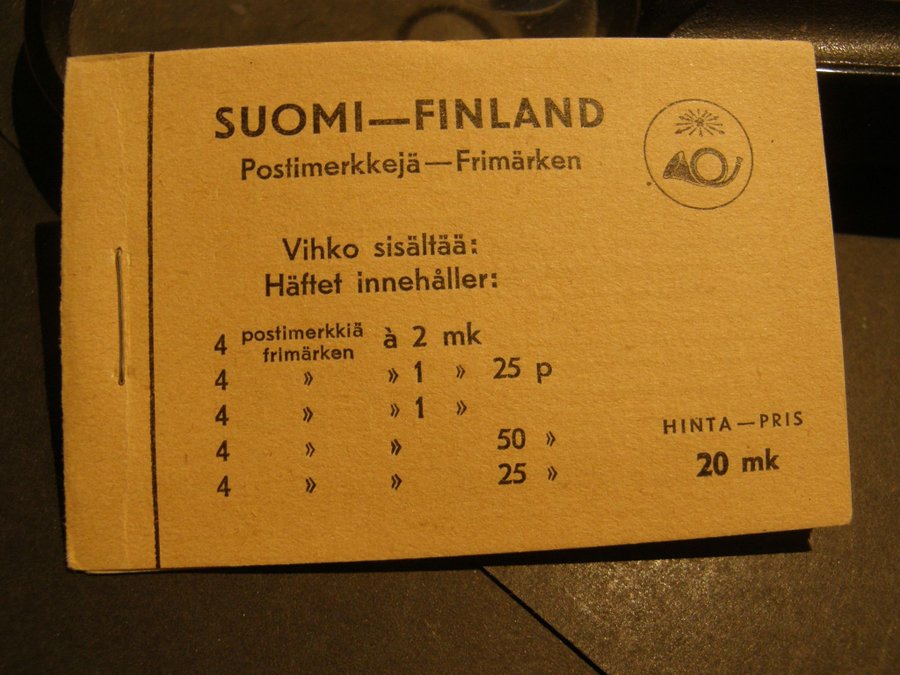 SUOMI—FINLAND
Postimerkkejä—Frimärken
Vihko sisältää:
Häftet innehåller:
4 postimerkkiä à 2 mk
frimärken
4 » » 1 » 25 p
4 » » 1 »
4 » » 50 »
4 » » 25 »
HINTA—PRIS
20 mk